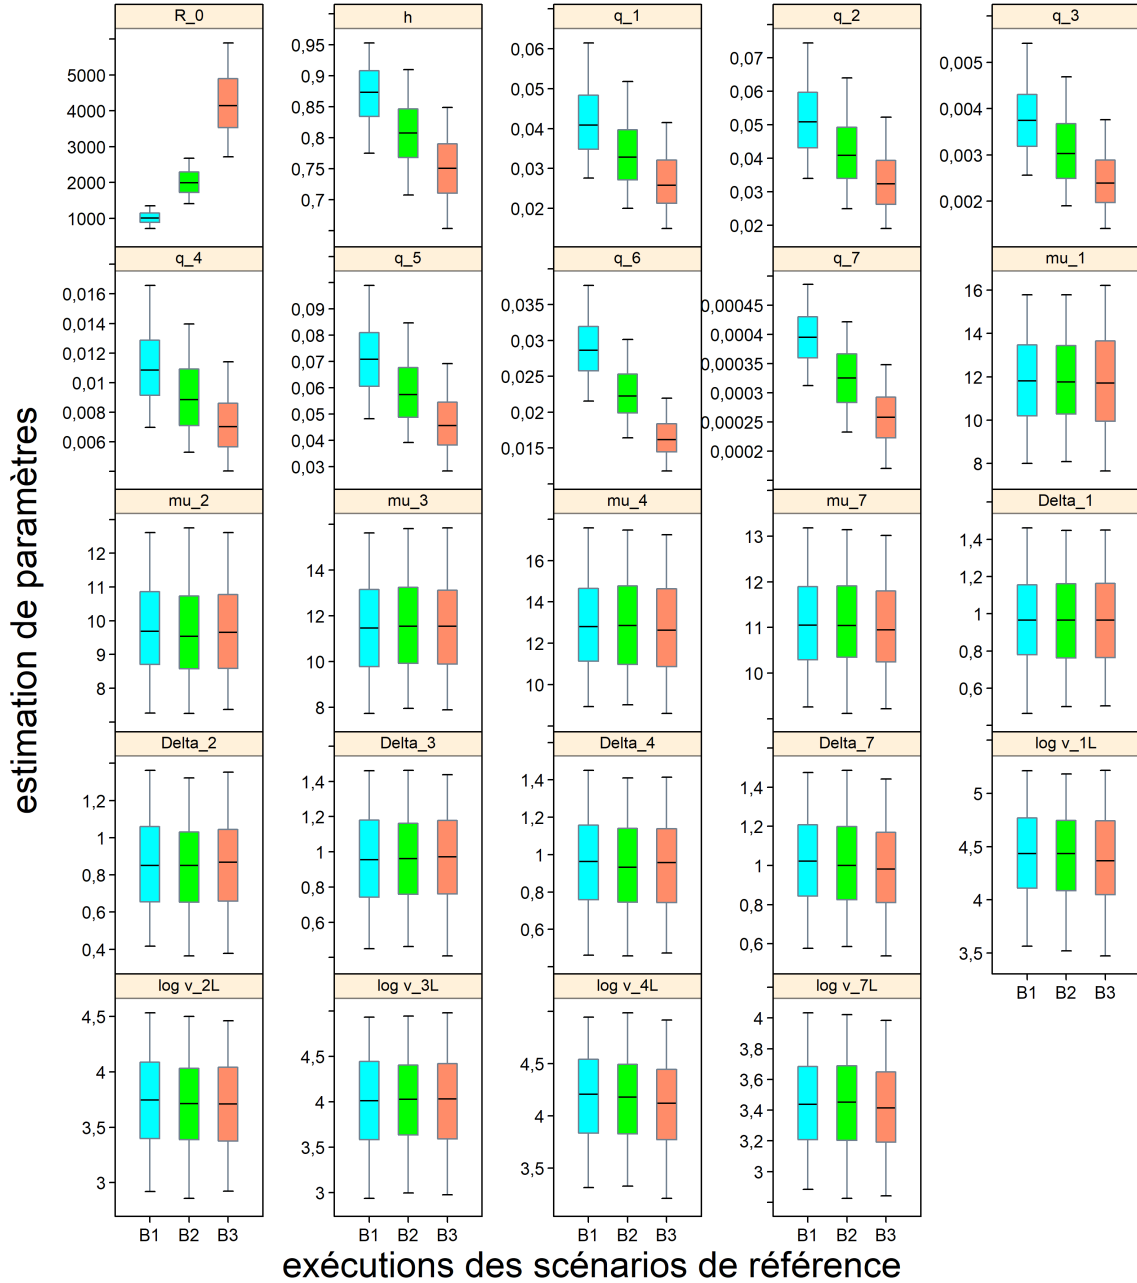 R_0 h q_1 q_2 q_3
5000 4000 3000 2000 1000
0,95 0,9 0,85 0,8 0,75 0,7
0,06 0,05 0,04 0,03 0,02
0,07 0,06 0,05 0,04 0,03 0,02
0,005 0,004 0,003 0,002
q_4 q_5 q_6 q_7 mu_1
0,016 0,014 0,012 0,01 0,008 0,006
0,09 0,08 0,07 0,06 0,05 0,04 0,03
0,035 0,03 0,025 0,02 0,015
0,00045 0,0004 0,00035 0,0003 0,00025 0,0002
16 14 12 10 8
estimation de paramètres
mu_2 mu_3 mu_4 mu_7 Delta_1
12 11 10 9 8
14 12 10 8
16 14 12 10
13 12 11 10
1,4 1,2 1 0,8 0,6
Delta_2 Delta_3 Delta_4 Delta_7 log v_1L
1,2 1 0,8 0,6 0,4
1,4 1,2 1 0,8 0,6
1,4 1,2 1 0,8 0,6
1,4 1,2 1 0,8 0,6
5 4,5 4 3,5
B1 B2 B3
log v_2L log v_3L log v_4L log v_7L
4,5 4 3,5 3
4,5 4 3,5 3
4,5 4 3,5
4 3,8 3,6 3,4 3,2 3
B1 B2 B3 B1 B2 B3 B1 B2 B3 B1 B2 B3
exécutions des scénarios de référence